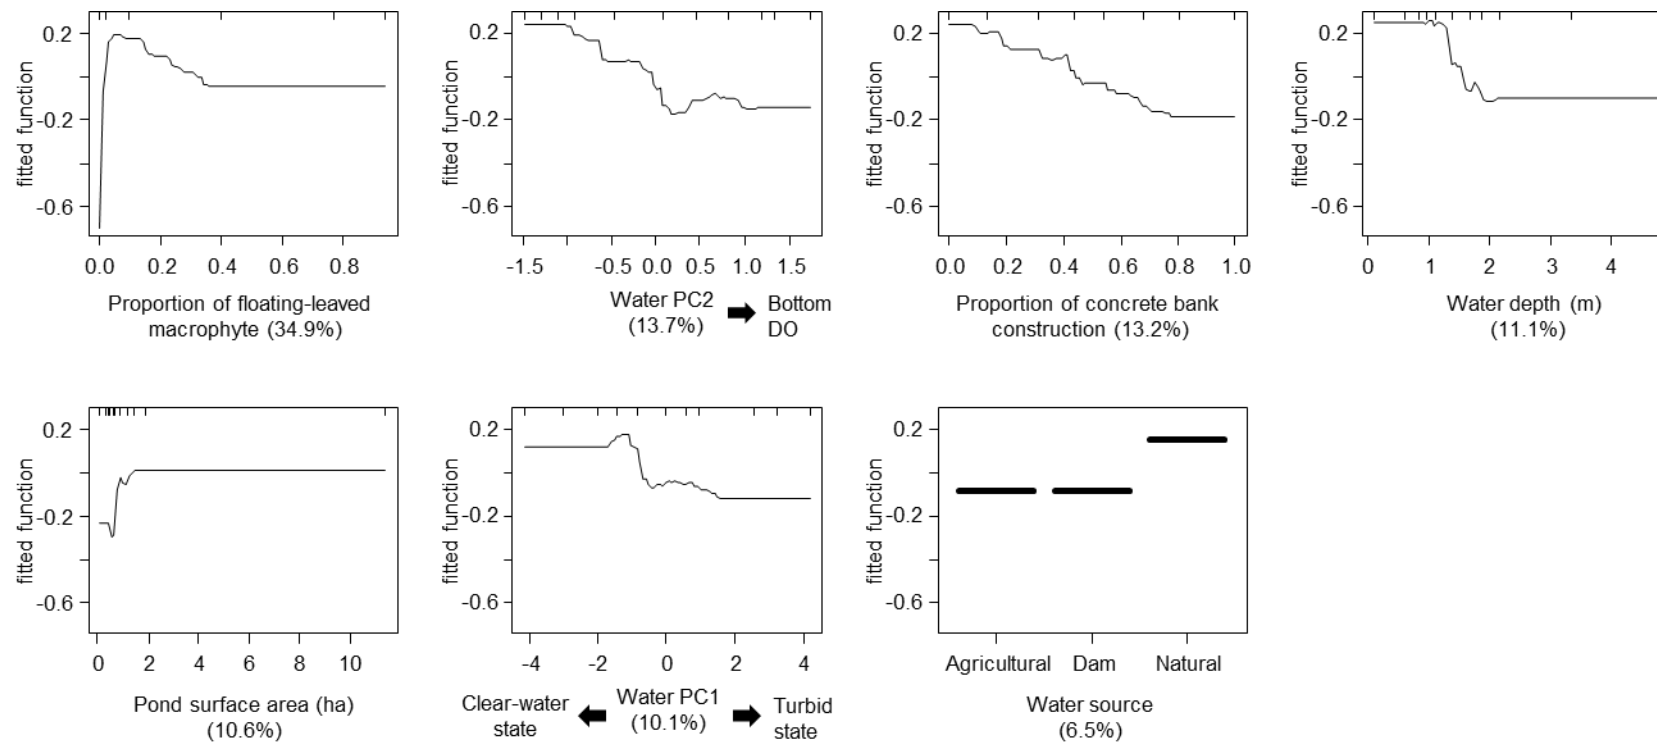 0.2
-0.2
-0.6
fitted function
0.0 0.2 0.4 0.6 0.8
Proportion of floating-leaved
macrophyte (34.9%)
0.2
-0.2
-0.6
fitted function
-1.5 -0.5 0.0 0.5 1.0 1.5
Water PC2
(13.7%)
Bottom
DO
0.2
-0.2
-0.6
fitted function
0.0 0.2 0.4 0.6 0.8 1.0
Proportion of concrete bank
construction (13.2%)
0.2
-0.2
-0.6
fitted function
0 1 2 3 4
Water depth (m)
(11.1%)
0.2
-0.2
-0.6
fitted function
0 2 4 6 8 10
Pond surface area (ha)
(10.6%)
0.2
-0.2
-0.6
fitted function
-4 -2 0 2 4
Clear-water
state
Water PC1
(10.1%)
Turbid
state
0.2
-0.2
-0.6
fitted function
Agricultural Dam Natural
Water source
(6.5%)